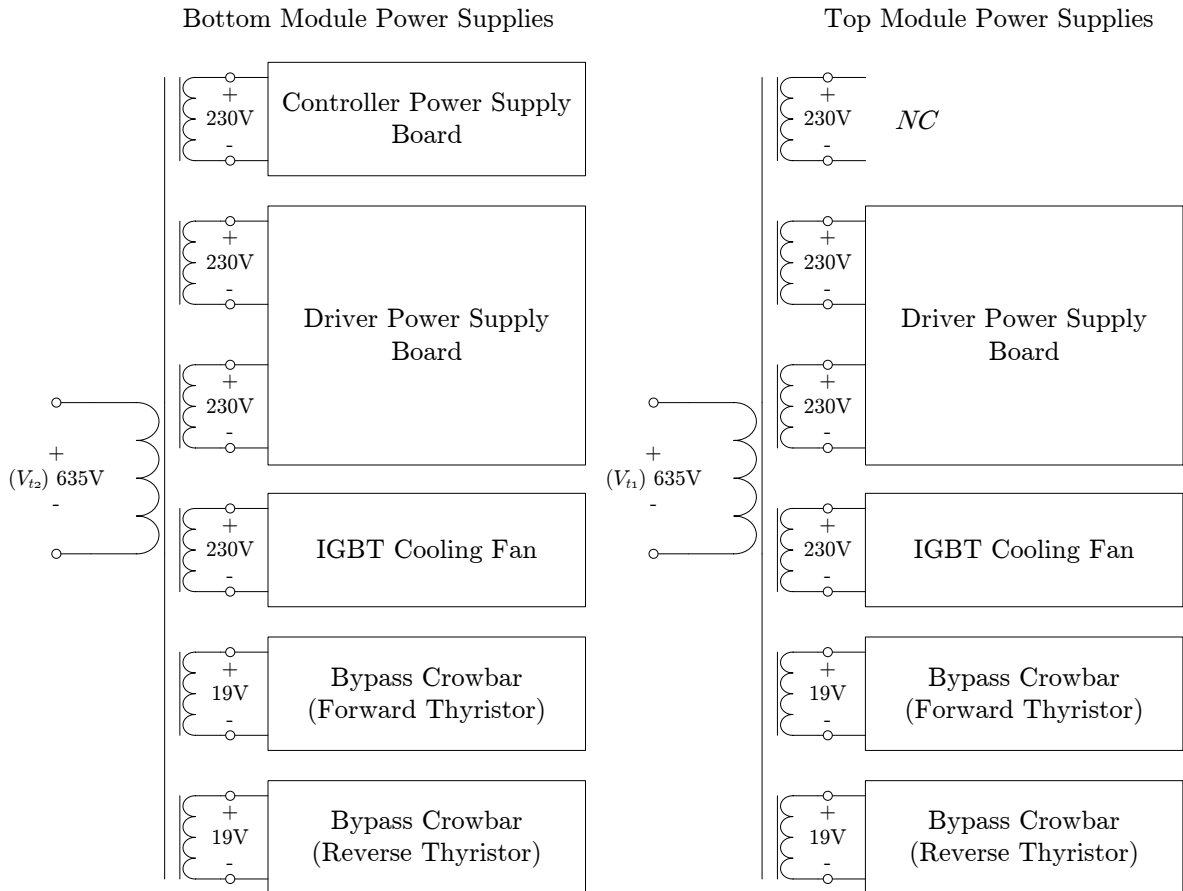 Bottom Module Power Supplies
+
230V
-
Controller Power Supply
Board
+
230V
-
+
230V
-
Driver Power Supply
Board
+
(Vt2) 635V
-
+
230V
-
IGBT Cooling Fan
+
19V
-
Bypass Crowbar
(Forward Thyristor)
+
19V
-
Bypass Crowbar
(Reverse Thyristor)
Top Module Power Supplies
+
230V
-
NC
+
230V
-
+
230V
-
Driver Power Supply
Board
+
(Vt1) 635V
-
+
230V
-
IGBT Cooling Fan
+
19V
-
Bypass Crowbar
(Forward Thyristor)
+
19V
-
Bypass Crowbar
(Reverse Thyristor)